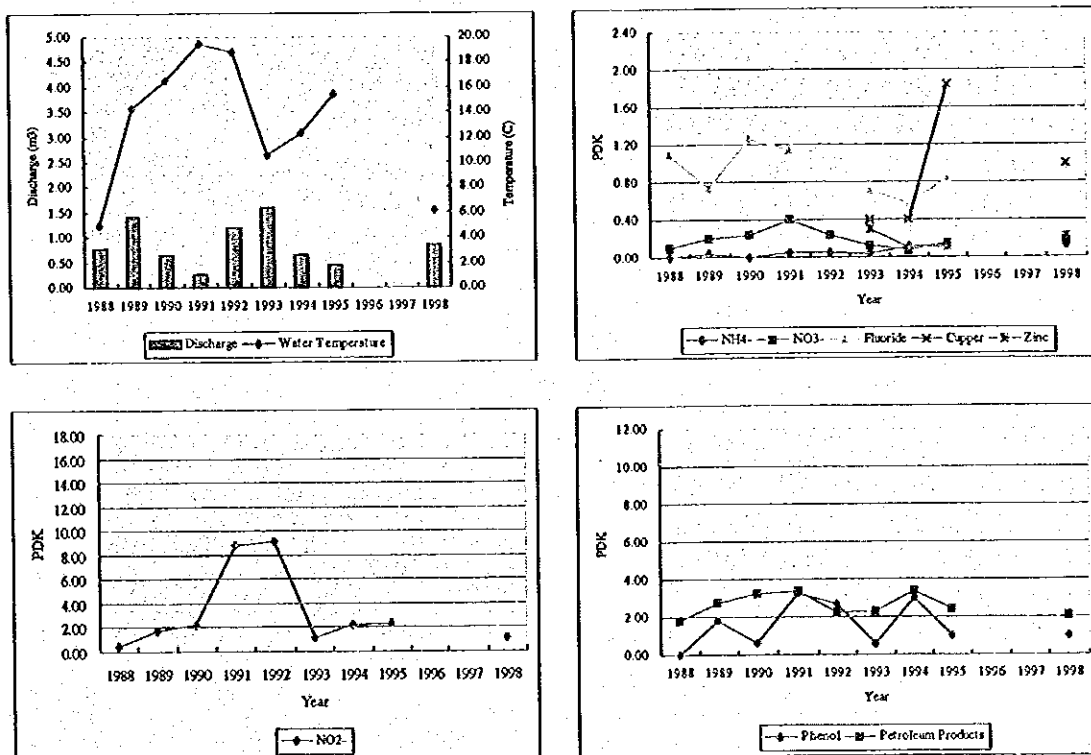 5.00 20.00
4.50 18.00
4.00 16.00
3.50 14.00
3.00 12.00
2.50 10.00
2.00 8.00
1.50 6.00
1.00 4.00
0.50 2.00
0.00 0.00
Discharge (m3)
Temperature (C)
1988 1989 1990 1991 1992 1993 1994 1995 1996 1997 1998
Discharge Water Temperature
2.40
2.00
1.60
1.20
0.80
0.40
0.00
PDK
1988 1989 1990 1991 1992 1993 1994 1995 1996 1997 1998
Year
NH4- NO3- Fluoride Cupper Zinc
18.00
16.00
14.00
12.00
10.00
8.00
6.00
4.00
2.00
0.00
PDK
1988 1989 1990 1991 1992 1993 1994 1995 1996 1997 1998
Year
NO2-
12.00
10.00
8.00
6.00
4.00
2.00
0.00
PDK
1988 1989 1990 1991 1992 1993 1994 1995 1996 1997 1998
Year
Phenol Petroleum Products